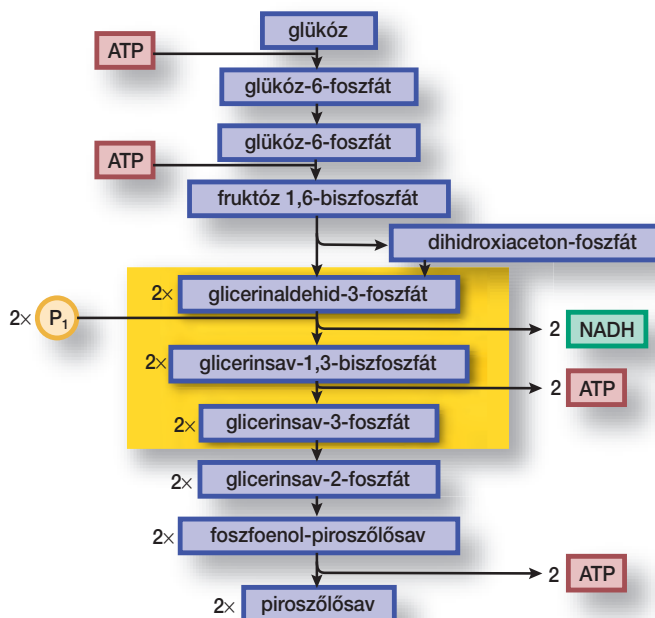 glükóz
ATP
glükóz-6-foszfát
glükóz-6-foszfát
ATP
fruktóz 1,6-biszfoszfát
dihidroxiaceton-foszfát
2× glicerinaldehid-3-foszfát
2× P1
2 NADH
2× glicerinsav-1,3-biszfoszfát
2 ATP
2× glicerinsav-3-foszfát
2× glicerinsav-2-foszfát
2× foszfoenol-piroszőlősav
2 ATP
2× piroszőlősav